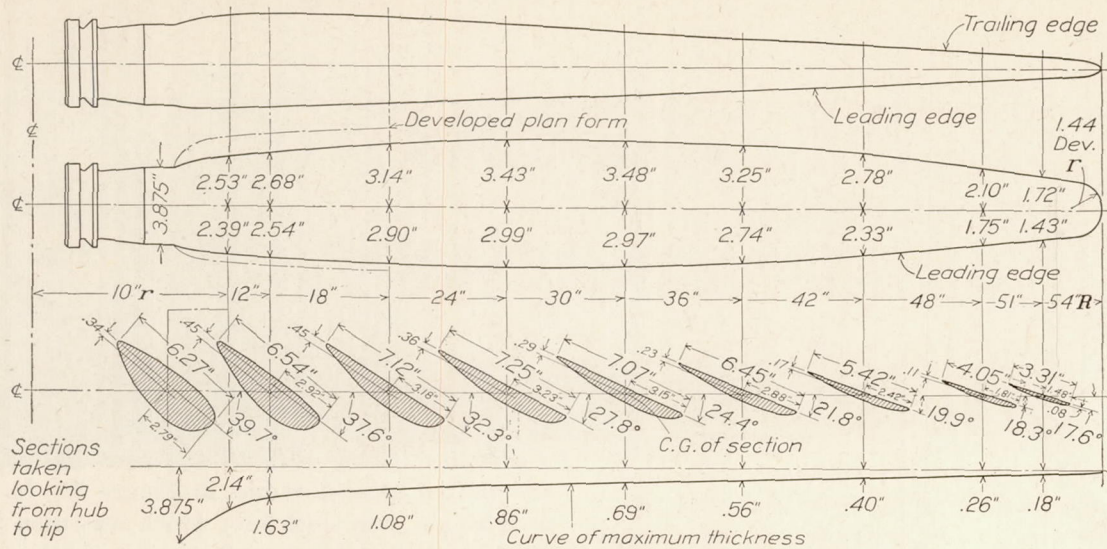 Trailing edge
℄
Leading edge
℄
Developed plan form
1.44
Dev.
r
3.875"
2.53" 2.68" 3.14" 3.43" 3.48" 3.25" 2.78" 2.10" 1.72"
℄
2.39" 2.54" 2.90" 2.99" 2.97" 2.74" 2.33" 1.75" 1.43"
Leading edge
10" r 12" 18" 24" 30" 36" 42" 48" 51" 54" R
.34 .45 .45 .36 .29 .23 .17 .11
6.27" 6.54" 7.12" 7.25" 7.07" 6.45" 5.42" 4.05" 3.31"
℄
2.79" 2.92" 3.18" 3.23" 3.15" 2.88" 2.42" 1.81" 1.48" .08
39.7° 37.6° 32.3° 27.8° 24.4° 21.8° 19.9° 18.3° 17.6°
C.G. of section
Sections
taken
looking
from hub
to tip
3.875" 2.14" 1.63" 1.08" .86" .69" .56" .40" .26" .18"
Curve of maximum thickness